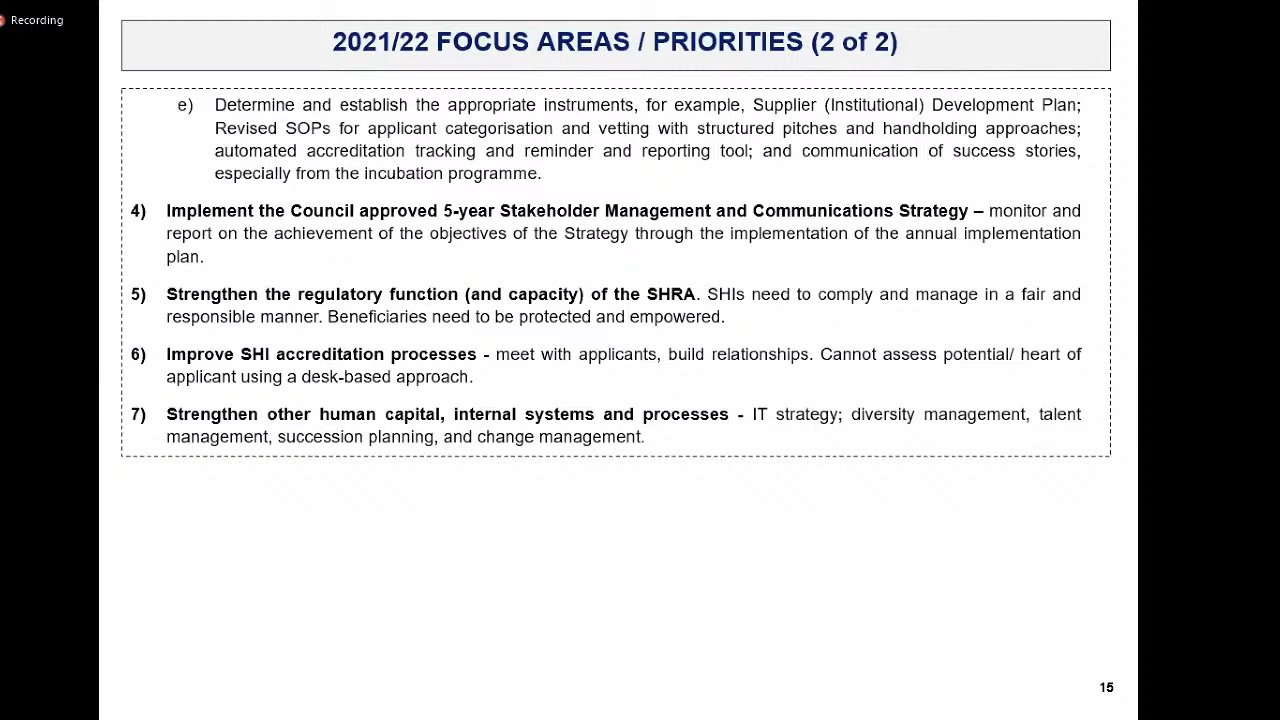 Recording
2021/22 FOCUS AREAS / PRIORITIES (2 of 2)
e) Determine and establish the appropriate instruments, for example, Supplier (Institutional) Development Plan;
Revised SOPs for applicant categorisation and vetting with structured pitches and handholding approaches;
automated accreditation tracking and reminder and reporting tool; and communication of success stories,
especially from the incubation programme.
4) Implement the Council approved 5-year Stakeholder Management and Communications Strategy – monitor and
report on the achievement of the objectives of the Strategy through the implementation of the annual implementation
plan.
5) Strengthen the regulatory function (and capacity) of the SHRA. SHIs need to comply and manage in a fair and
responsible manner. Beneficiaries need to be protected and empowered.
6) Improve SHI accreditation processes - meet with applicants, build relationships. Cannot assess potential/ heart of
applicant using a desk-based approach.
7) Strengthen other human capital, internal systems and processes - IT strategy; diversity management, talent
management, succession planning, and change management.
15